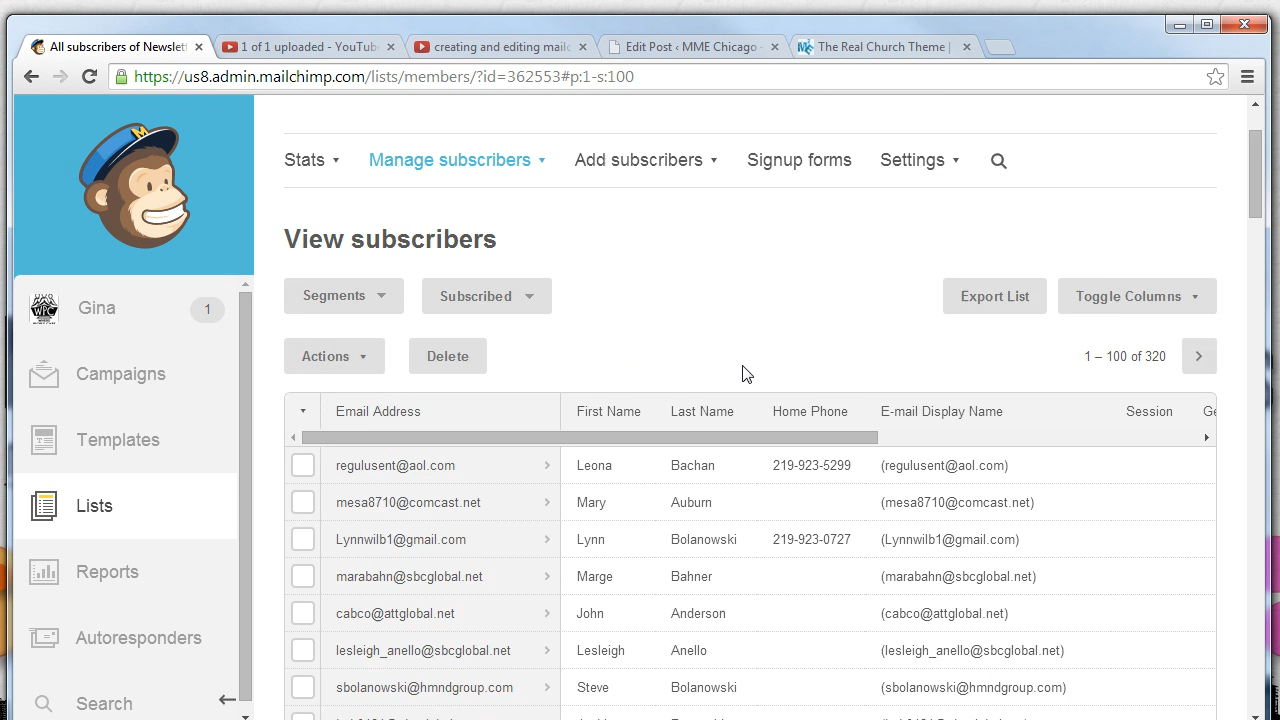 All subscribers of Newslett
1 of 1 uploaded - YouTube
creating and editing mailc
Edit Post ‹ MME Chicago -
The Real Church Theme |
https://us8.admin.mailchimp.com/lists/members/?id=362553#p:1-s:100
Stats Manage subscribers Add subscribers Signup forms Settings
View subscribers
Segments Subscribed Export List Toggle Columns
Actions Delete 1 – 100 of 320
Gina 1
Campaigns
Templates
Lists
Reports
Autoresponders
Search
Email Address First Name Last Name Home Phone E-mail Display Name Session Ge
regulusent@aol.com Leona Bachan 219-923-5299 (regulusent@aol.com)
mesa8710@comcast.net Mary Auburn (mesa8710@comcast.net)
Lynnwilb1@gmail.com Lynn Bolanowski 219-923-0727 (Lynnwilb1@gmail.com)
marabahn@sbcglobal.net Marge Bahner (marabahn@sbcglobal.net)
cabco@attglobal.net John Anderson (cabco@attglobal.net)
lesleigh_anello@sbcglobal.net Lesleigh Anello (lesleigh_anello@sbcglobal.net)
sbolanowski@hmndgroup.com Steve Bolanowski (sbolanowski@hmndgroup.com)